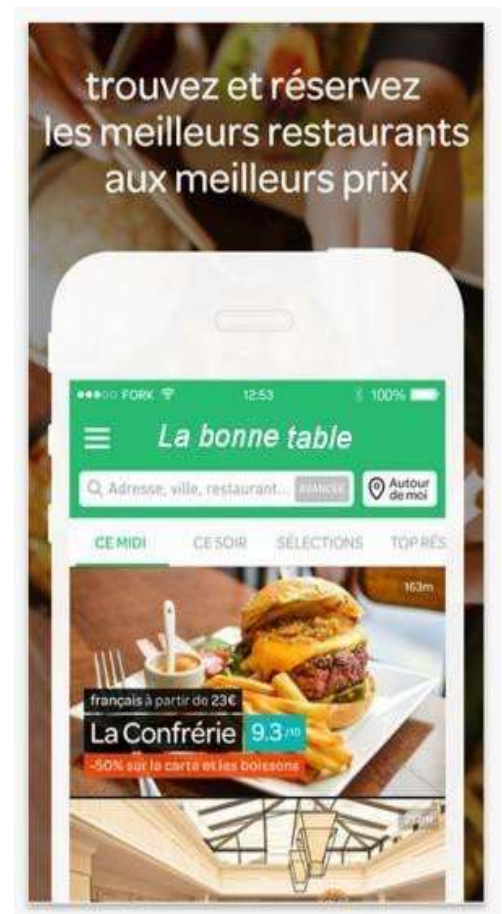 trouvez et réservez
les meilleurs restaurants
aux meilleurs prix
FORK 12:53 100%
La bonne table
Adresse, ville, restaurant... AVANCÉE
Autour
de moi
CE MIDI CE SOIR SÉLECTIONS TOP RÉS
163m
français à partir de 23€
La Confrérie 9.3/10
-50% sur la carte et les boissons